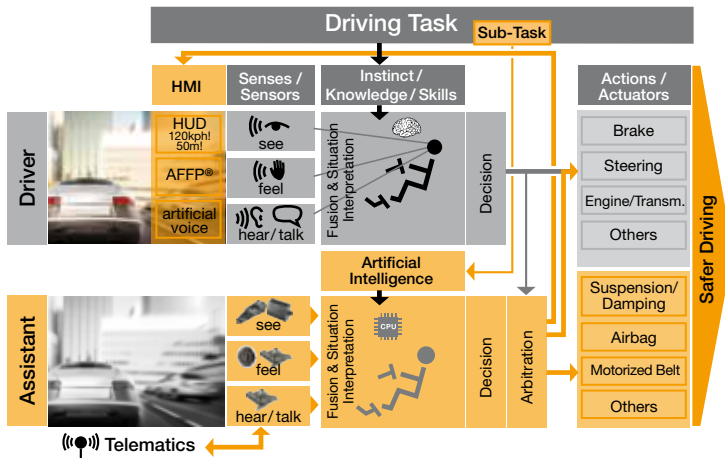 Driving Task
Sub-Task
HMI
Senses /
Sensors
Instinct /
Knowledge / Skills
Actions /
Actuators
Driver
HUD
120kph!
50m!
AFFP®
artificial
voice
see
feel
hear/talk
Fusion & Situation
Interpretation
Decision
Brake
Steering
Engine/Transm.
Others
Artificial
Intelligence
Assistant
see
feel
hear/talk
Fusion & Situation
Interpretation
CPU
Decision
Arbitration
Suspension/
Damping
Airbag
Motorized Belt
Others
Safer Driving
Telematics